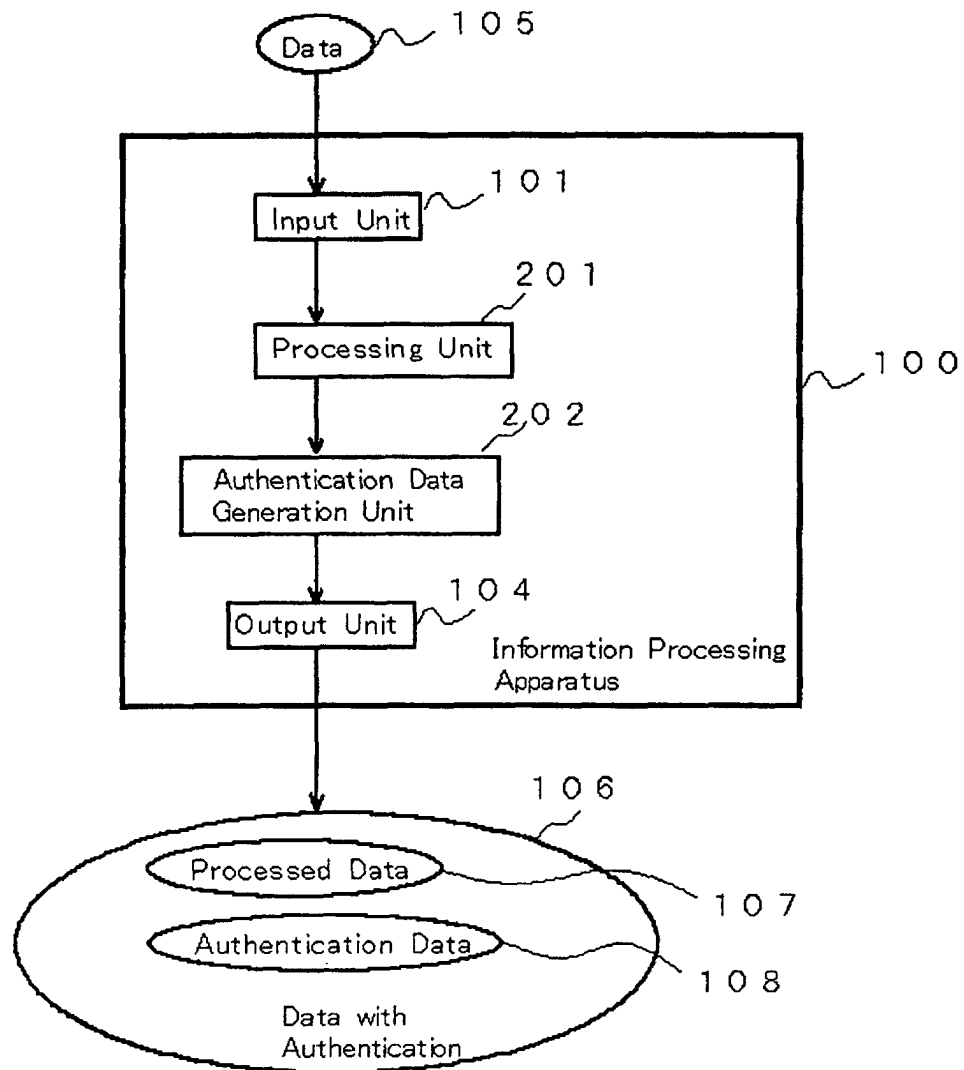 Data
105
Input Unit
101
Processing Unit
201
100
Authentication Data
Generation Unit
202
Output Unit
104
Information Processing
Apparatus
106
Processed Data
107
Authentication Data
108
Data with
Authentication